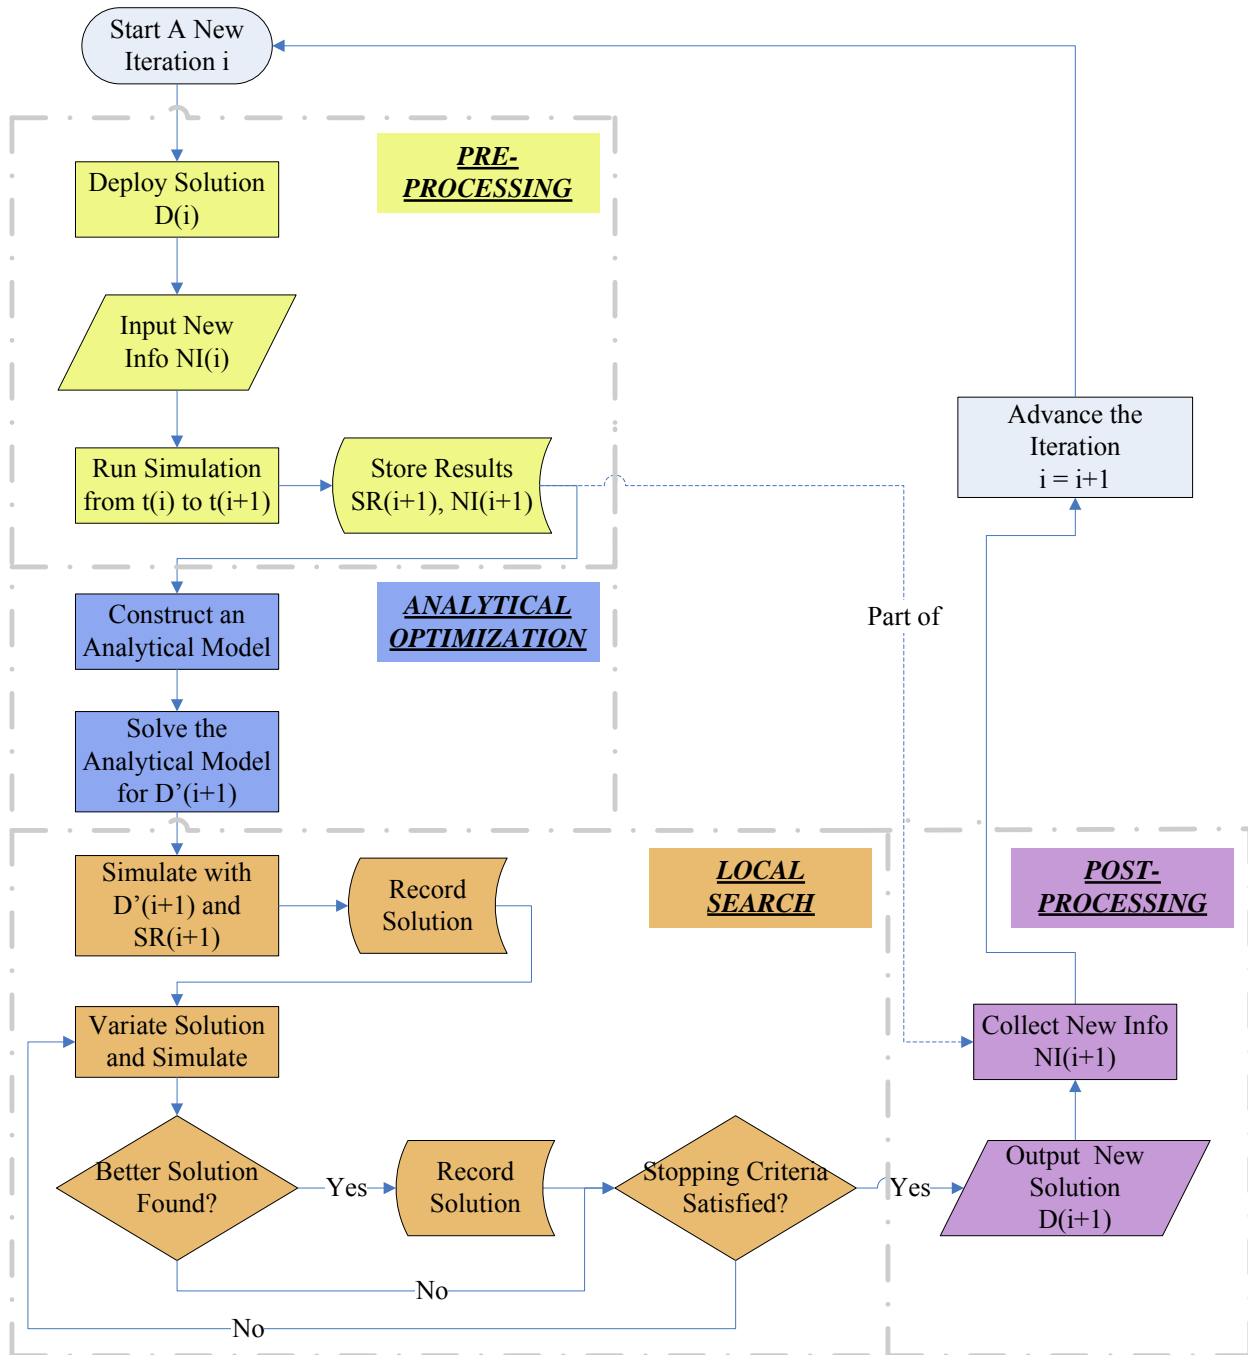 Start A New
Iteration i
PRE-
PROCESSING
Deploy Solution
D(i)
Input New
Info NI(i)
Run Simulation
from t(i) to t(i+1)
Store Results
SR(i+1), NI(i+1)
Advance the
Iteration
i = i+1
Construct an
Analytical Model
ANALYTICAL
OPTIMIZATION
Part of
Solve the
Analytical Model
for D’(i+1)
Simulate with
D’(i+1) and
SR(i+1)
Record
Solution
LOCAL
SEARCH
POST-
PROCESSING
Variate Solution
and Simulate
Collect New Info
NI(i+1)
Better Solution
Found?
Yes
Record
Solution
Stopping Criteria
Satisfied?
Yes
Output  New
Solution
D(i+1)
No
No